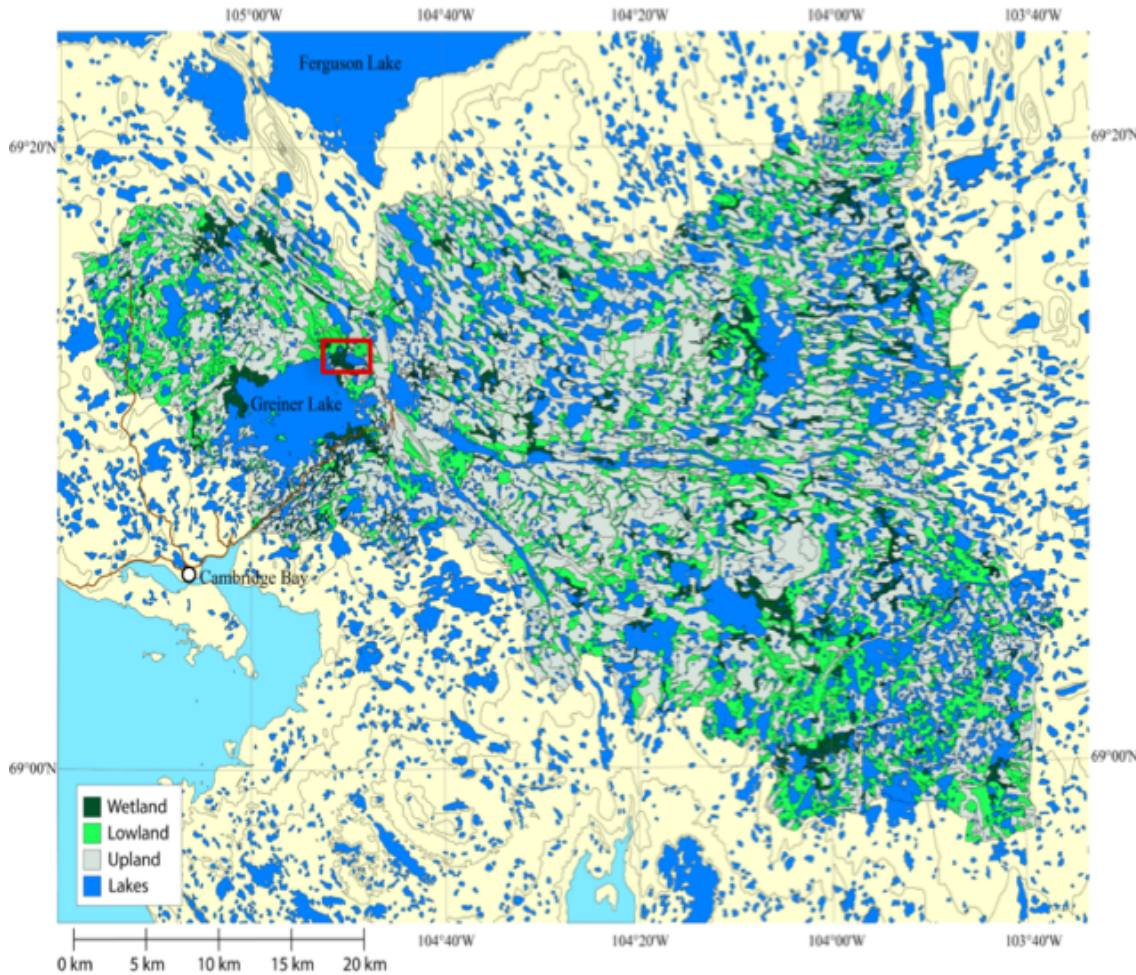 105°00'W 104°40'W 104°20'W 104°00'W 103°40'W
Ferguson Lake
69°20'N 69°20'N
Greiner Lake
Cambridge Bay
69°00'N 69°00'N
Wetland
Lowland
Upland
Lakes
104°40'W 104°20'W 104°00'W 103°40'W
0 km 5 km 10 km 15 km 20 km